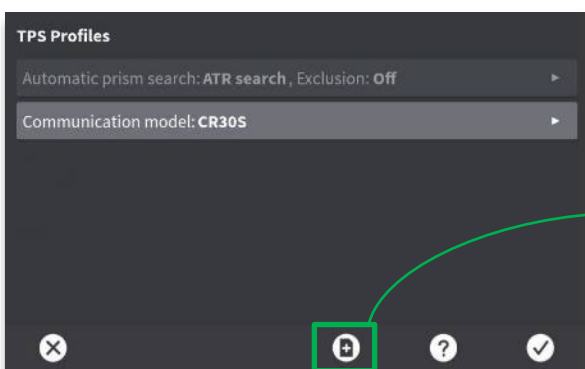 TPS Profiles
Automatic prism search: ATR search, Exclusion: Off
Communication model: CR30S